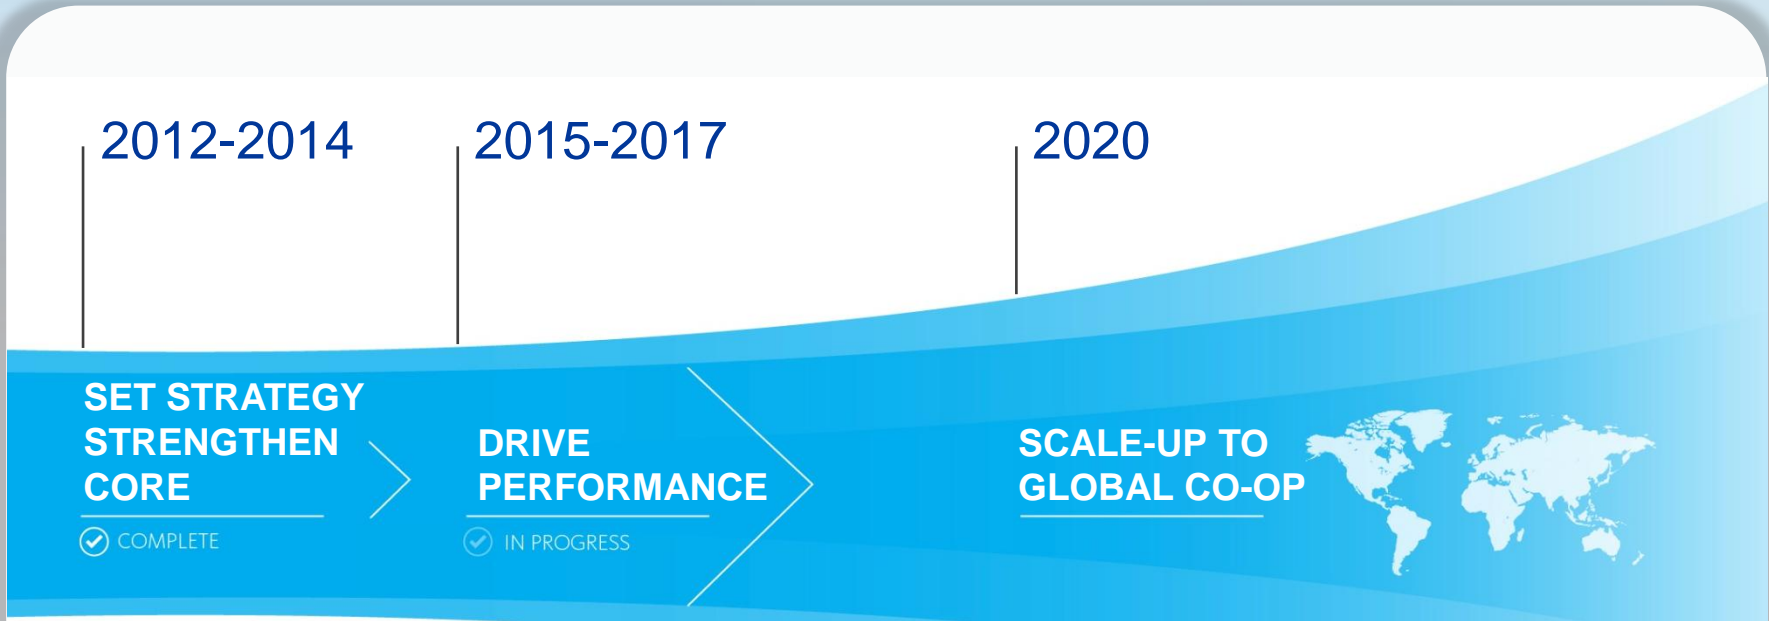 2012-2014
2015-2017
2020
SET STRATEGY
STRENGTHEN
CORE
COMPLETE
DRIVE
PERFORMANCE
IN PROGRESS
SCALE-UP TO
GLOBAL CO-OP